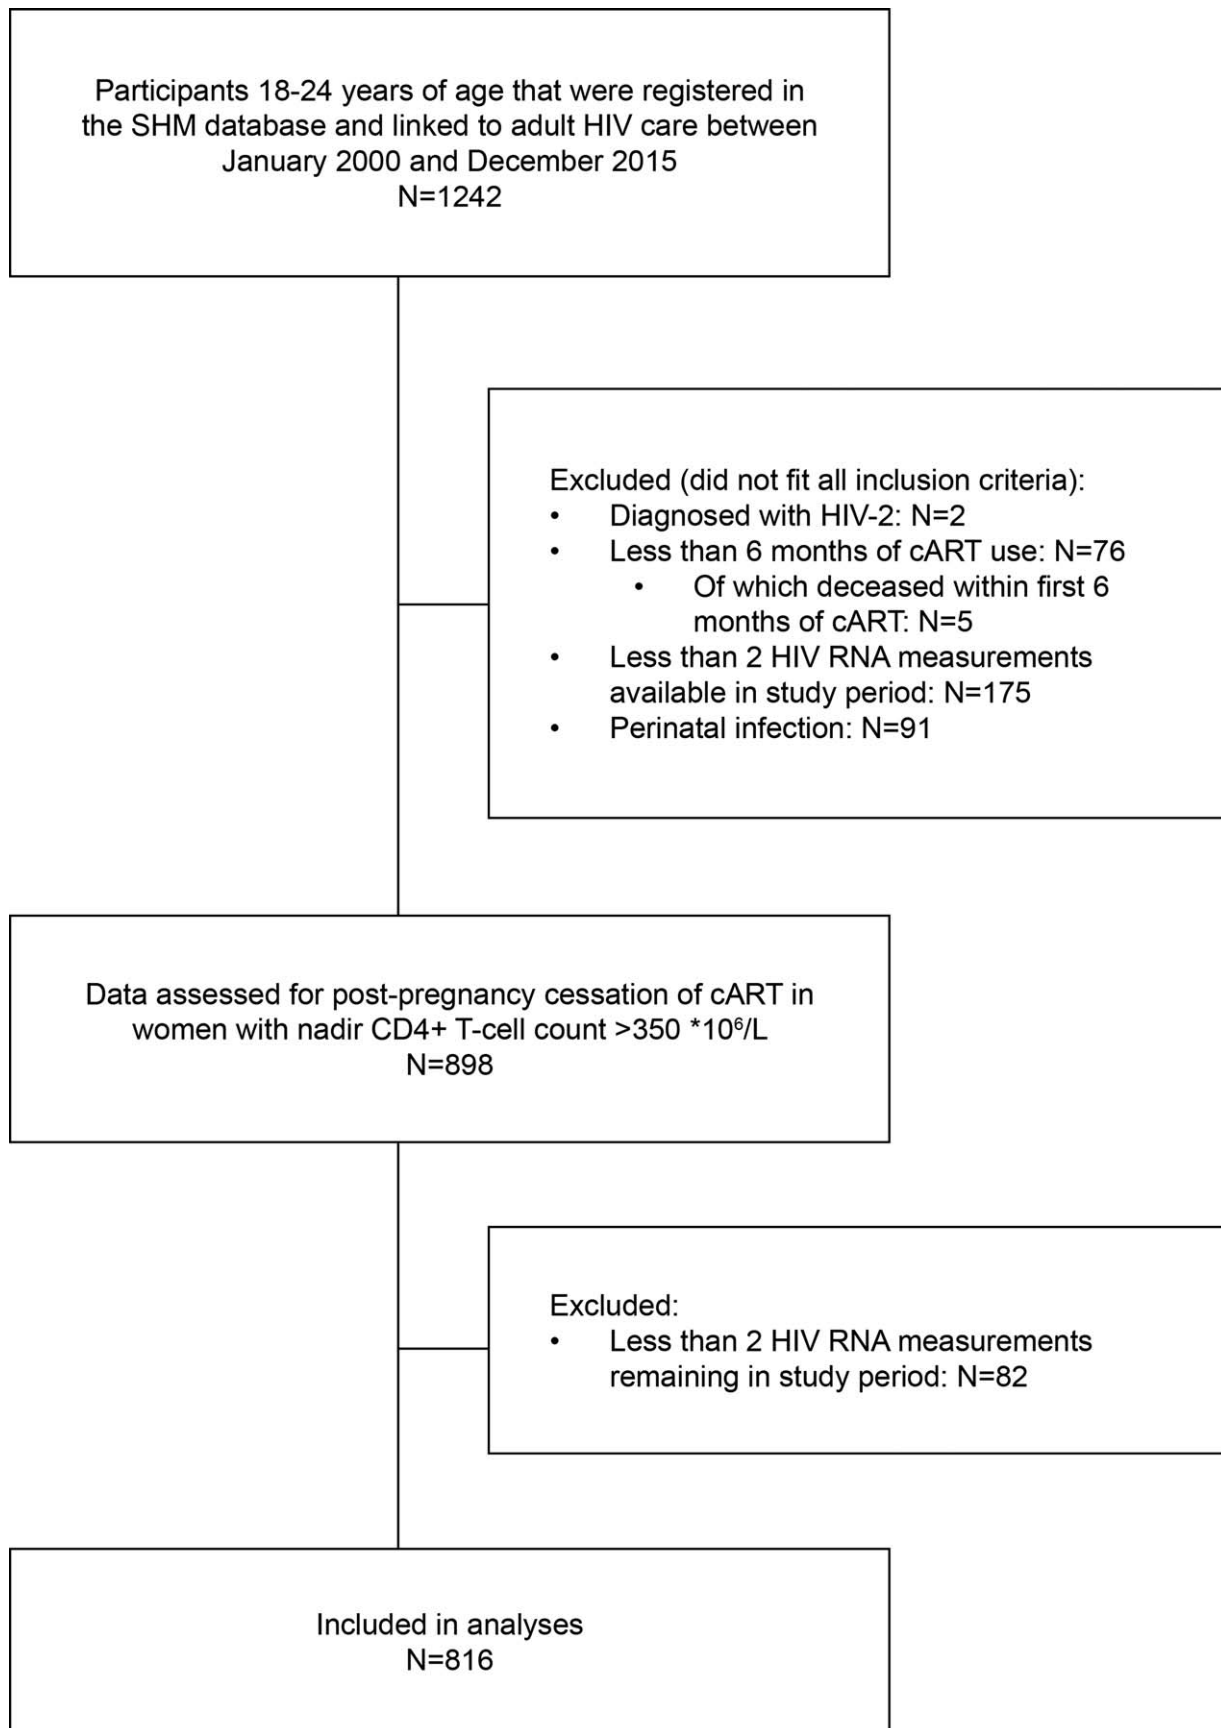 Participants 18-24 years of age that were registered in
the SHM database and linked to adult HIV care between
January 2000 and December 2015
N=1242
Excluded (did not fit all inclusion criteria):
• Diagnosed with HIV-2: N=2
• Less than 6 months of cART use: N=76
• Of which deceased within first 6
months of cART: N=5
• Less than 2 HIV RNA measurements
available in study period: N=175
• Perinatal infection: N=91
Data assessed for post-pregnancy cessation of cART in
women with nadir CD4+ T-cell count >350 *10⁶/L
N=898
Excluded:
• Less than 2 HIV RNA measurements
remaining in study period: N=82
Included in analyses
N=816